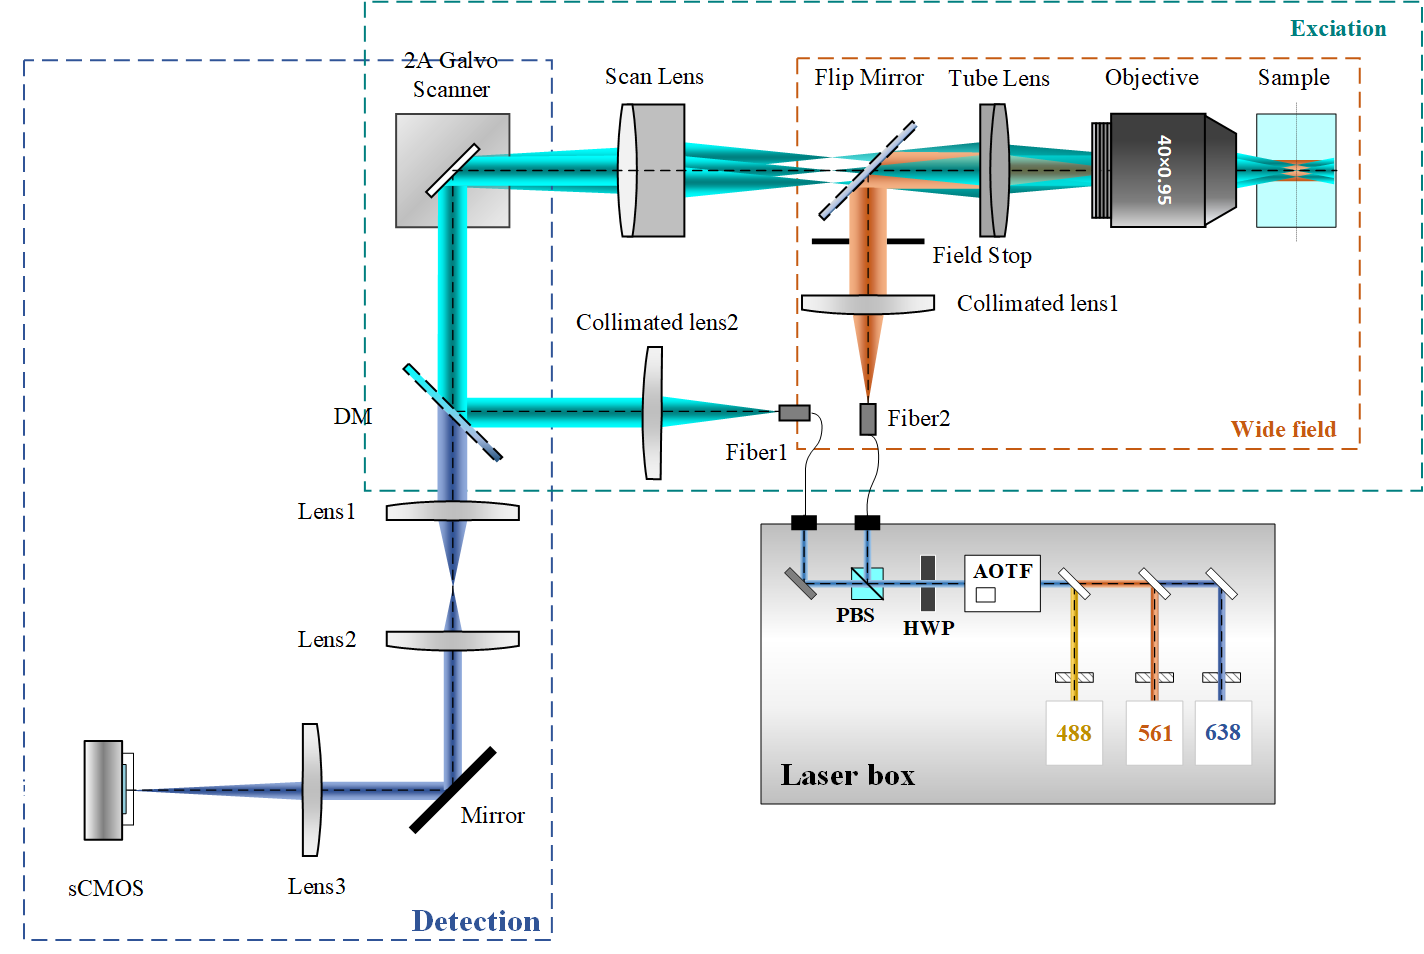 Exciation
2A Galvo
Scanner
Scan Lens
Flip Mirror
Tube Lens
Objective
Sample
40×0.95
Field Stop
Collimated lens1
Collimated lens2
DM
Fiber1
Fiber2
Wide field
Lens1
Lens2
AOTF
PBS
HWP
488
561
638
Laser box
Mirror
sCMOS
Lens3
Detection